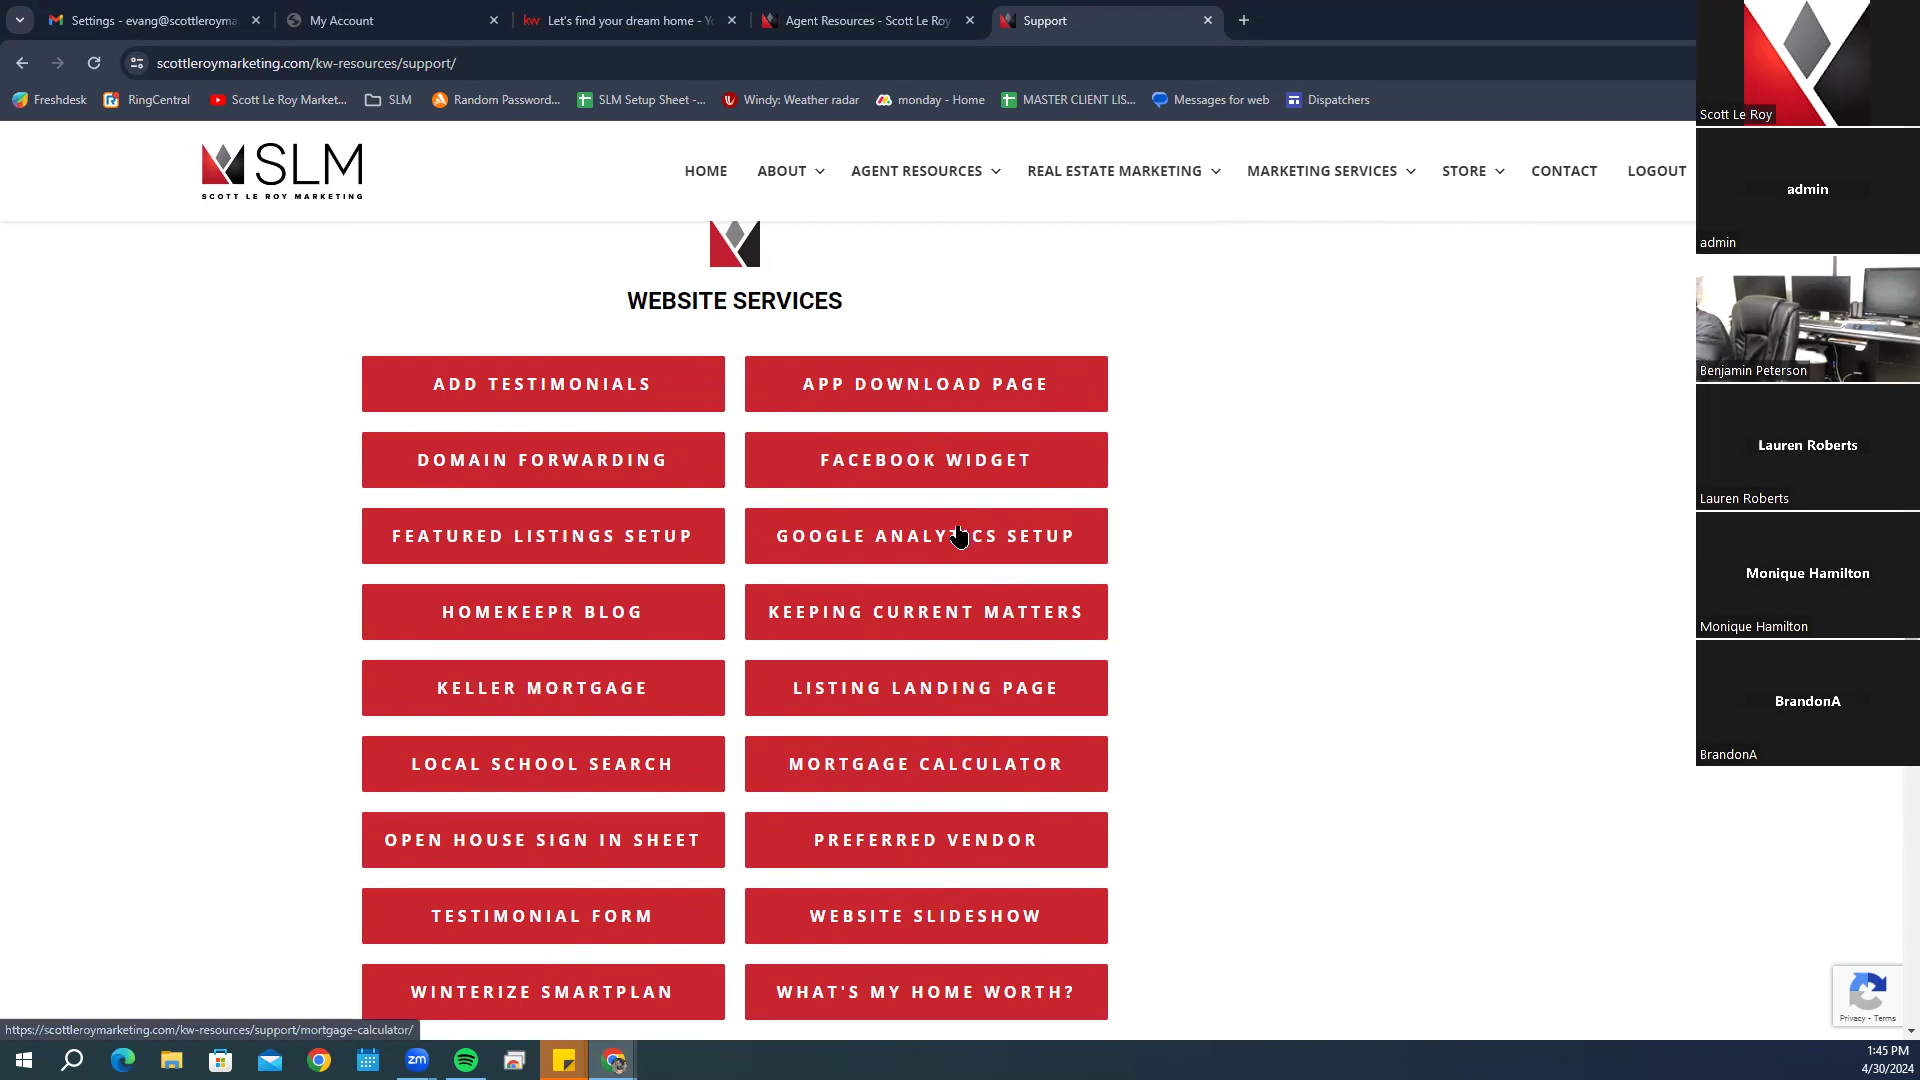 Settings - evang@scottleroyma
My Account
kw Let's find your dream home - Y
Agent Resources - Scott Le Roy
Support
scottleroymarketing.com/kw-resources/support/
Freshdesk
RingCentral
Scott Le Roy Market...
SLM
Random Password...
SLM Setup Sheet -...
Windy: Weather radar
monday - Home
MASTER CLIENT LIS...
Messages for web
Dispatchers
SLM
SCOTT LE ROY MARKETING
HOME
ABOUT
AGENT RESOURCES
REAL ESTATE MARKETING
MARKETING SERVICES
STORE
CONTACT
LOGOUT
WEBSITE SERVICES
ADD TESTIMONIALS
APP DOWNLOAD PAGE
DOMAIN FORWARDING
FACEBOOK WIDGET
FEATURED LISTINGS SETUP
GOOGLE ANALYTICS SETUP
HOMEKEEPR BLOG
KEEPING CURRENT MATTERS
KELLER MORTGAGE
LISTING LANDING PAGE
LOCAL SCHOOL SEARCH
MORTGAGE CALCULATOR
OPEN HOUSE SIGN IN SHEET
PREFERRED VENDOR
TESTIMONIAL FORM
WEBSITE SLIDESHOW
WINTERIZE SMARTPLAN
WHAT'S MY HOME WORTH?
Scott Le Roy
admin
admin
Benjamin Peterson
Lauren Roberts
Lauren Roberts
Monique Hamilton
Monique Hamilton
BrandonA
BrandonA
Privacy - Terms
https://scottleroymarketing.com/kw-resources/support/mortgage-calculator/
zm
1:45 PM
4/30/2024